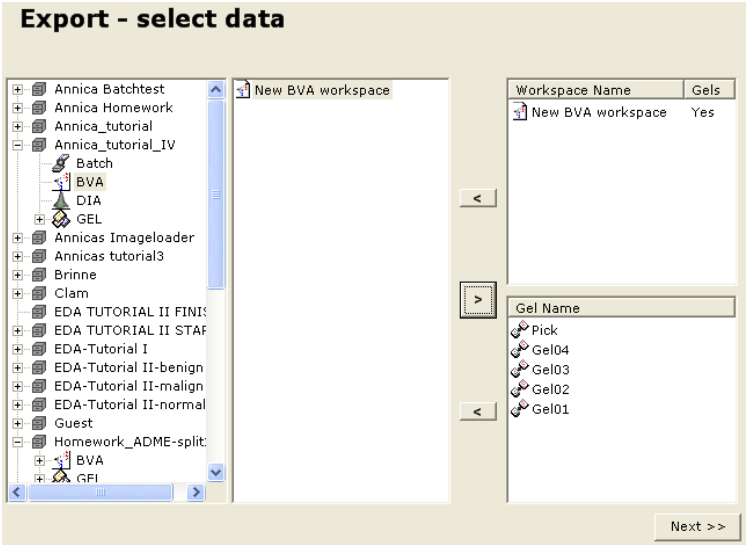 Export - select data
Annica Batchtest
Annica Homework
Annica_tutorial
Annica_tutorial_IV
Batch
BVA
DIA
GEL
Annicas Imageloader
Annicas tutorial3
Brinne
Clam
EDA TUTORIAL II FINIS
EDA TUTORIAL II STAR
EDA-Tutorial I
EDA-Tutorial II-benign
EDA-Tutorial II-malign
EDA-Tutorial II-normal
Guest
Homework_ADME-split
BVA
GEL
New BVA workspace
<
>
<
Workspace Name Gels
New BVA workspace Yes
Gel Name
Pick
Gel04
Gel03
Gel02
Gel01
Next >>